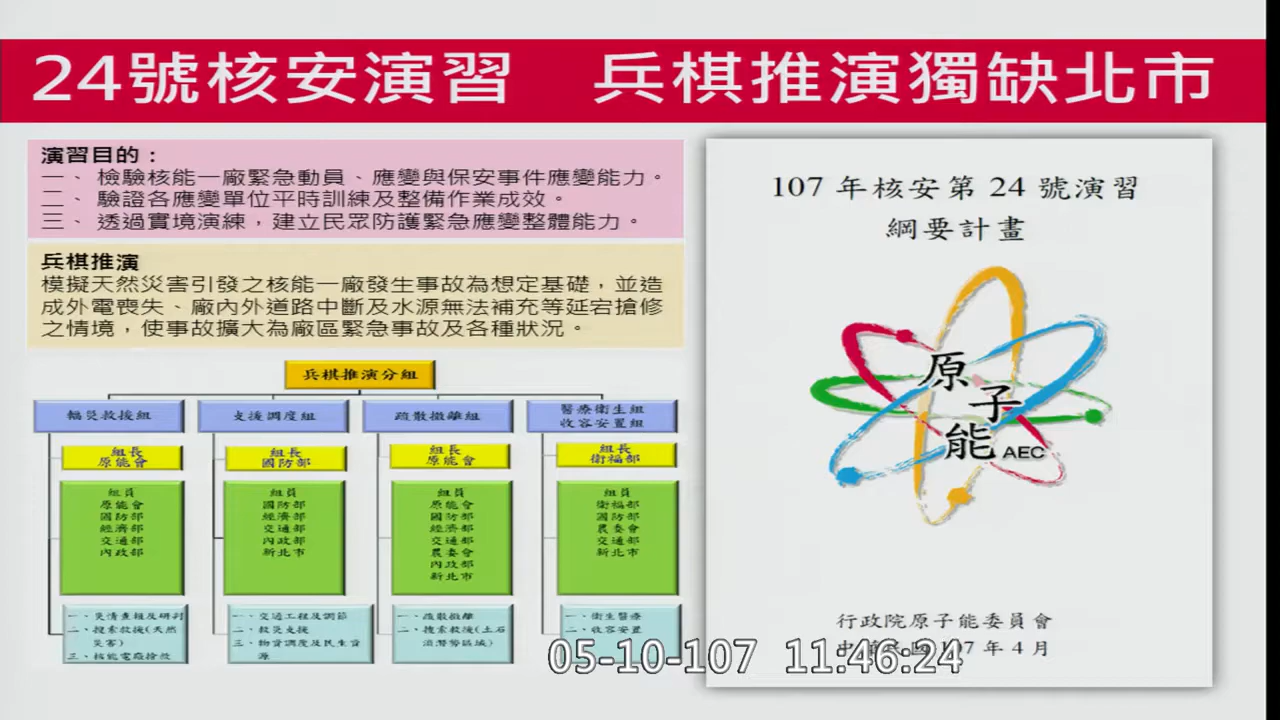 24號核安演習 兵棋推演獨缺北市
演習目的：
一、 檢驗核能一廠緊急動員、應變與保安事件應變能力。
二、 驗證各應變單位平時訓練及整備作業成效。
三、 透過實境演練，建立民眾防護緊急應變整體能力。
兵棋推演
模擬天然災害引發之核能一廠發生事故為想定基礎，並造
成外電喪失、廠內外道路中斷及水源無法補充等延宕搶修
之情境，使事故擴大為廠區緊急事故及各種狀況。
兵棋推演分組
輻災救援組
組長
原能會
組員
原能會
國防部
經濟部
交通部
內政部
一、災情查報及研判
二、搜索救援(天然
災害)
三、核能電廠搶救
支援調度組
組長
國防部
組員
國防部
經濟部
交通部
內政部
新北市
一、交通工程及調節
二、救災支援
三、物資調度及民生資
源
疏散撤離組
組長
原能會
組員
原能會
國防部
交通部
農委會
內政部
新北市
一、疏散撤離
二、搜索救援(土石
流潛勢區域)
醫療衛生組
收容安置組
組長
衛福部
組員
衛福部
國防部
農委會
交通部
新北市
一、衛生醫療
二、收容安置
107 年核安第 24 號演習
綱要計畫
原子能 AEC
行政院原子能委員會
中華民國 107 年 4 月
05-10-107 11.46.24